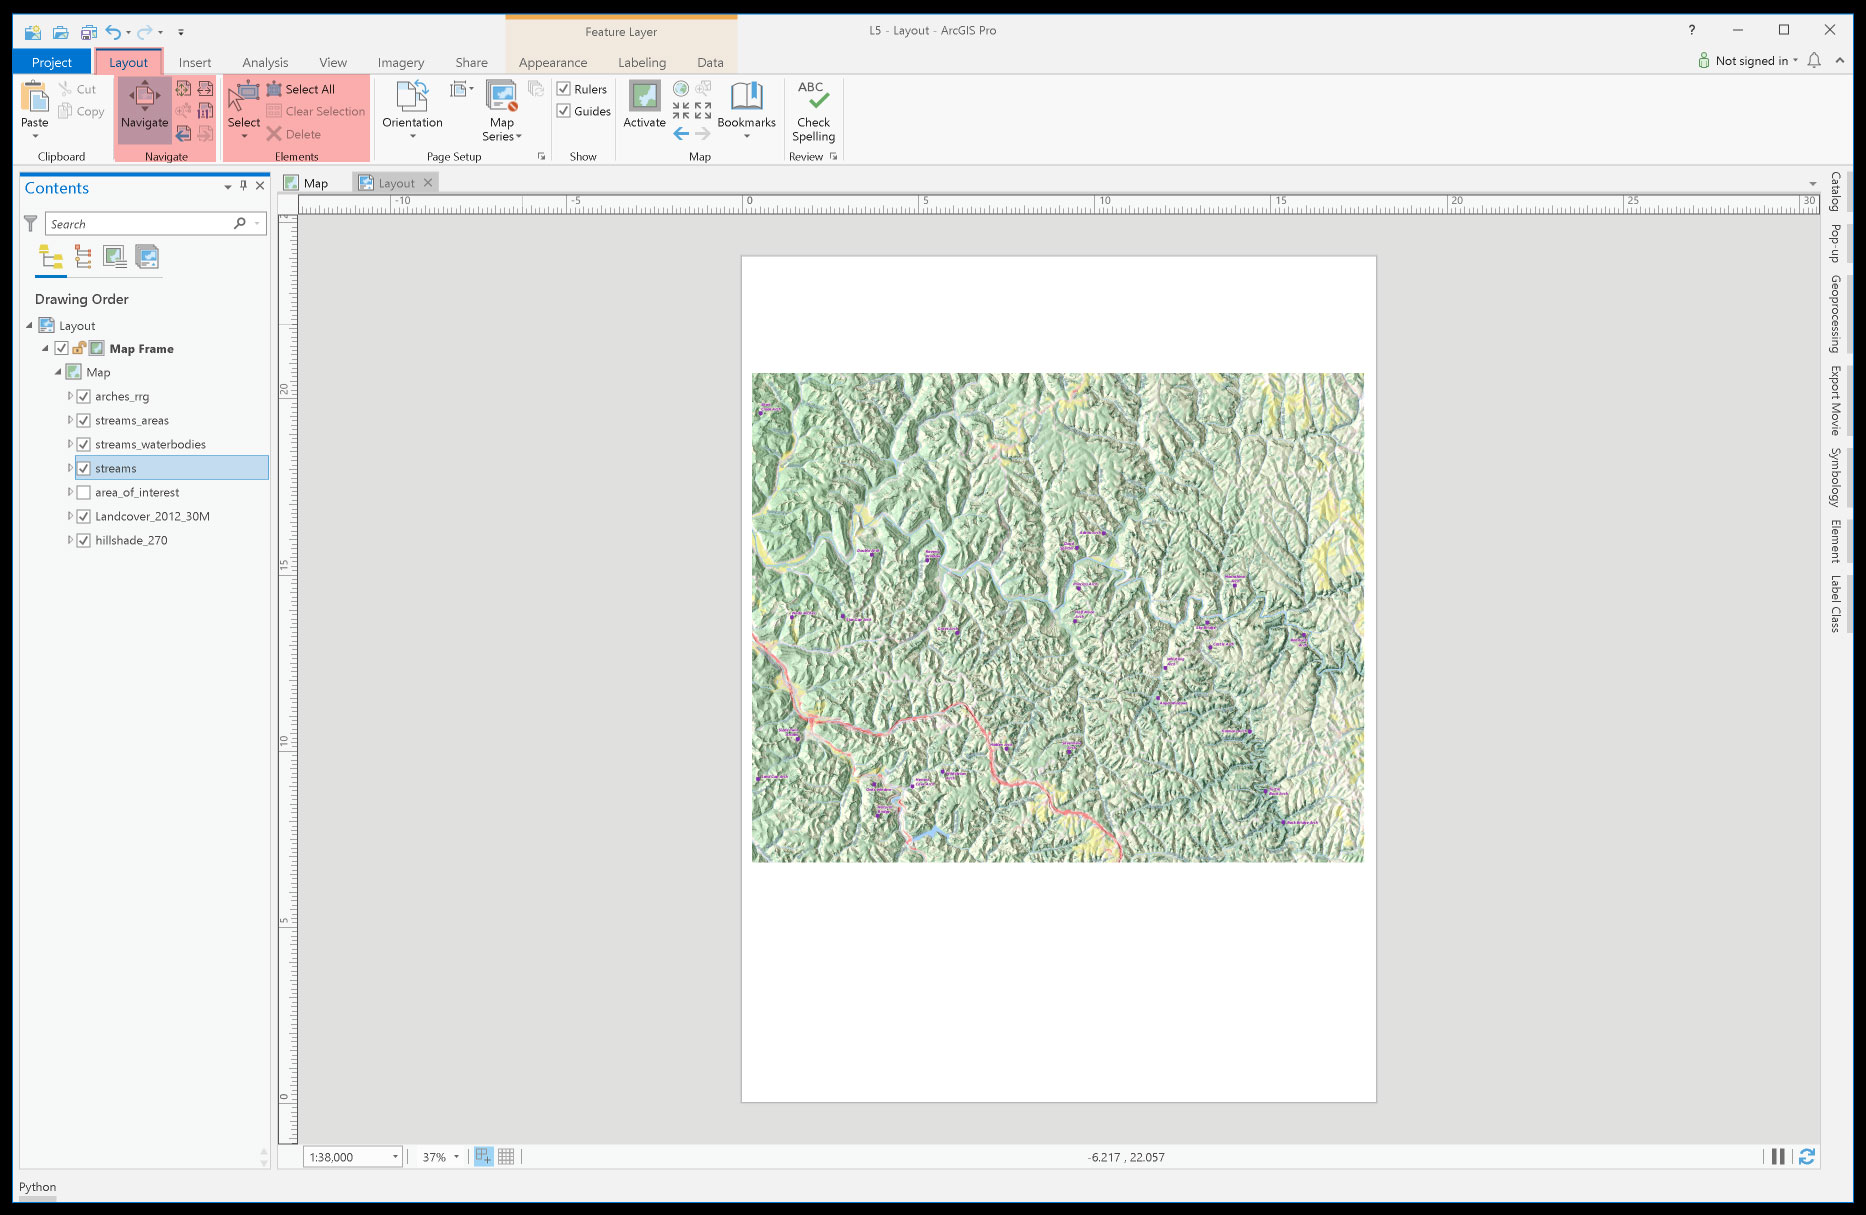 Feature Layer
L5 - Layout - ArcGIS Pro
?
Project
Layout
Insert
Analysis
View
Imagery
Share
Appearance
Labeling
Data
Not signed in
Paste
Cut
Copy
Clipboard
Navigate
Navigate
Select
Select All
Clear Selection
Delete
Elements
Orientation
Map
Series
Page Setup
Rulers
Guides
Show
Activate
Bookmarks
Map
ABC
Check
Spelling
Review
Contents
Search
Drawing Order
Layout
Map Frame
Map
arches_rrg
streams_areas
streams_waterbodies
streams
area_of_interest
Landcover_2012_30M
hillshade_270
Map
Layout
-10
-5
0
5
10
15
20
25
30
20
15
10
5
0
Catalog
Pop-up
Geoprocessing
Export Movie
Symbology
Element
Label Class
1:38,000
37%
-6.217 , 22.057
Python